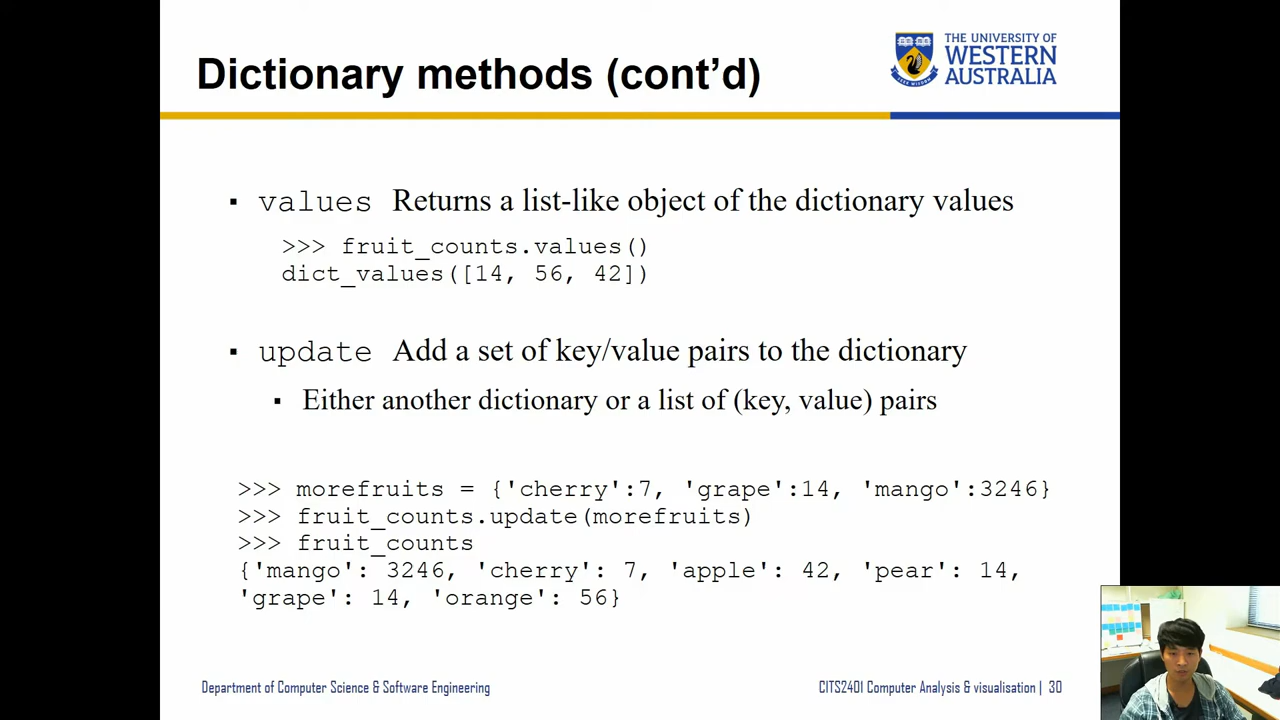 Dictionary methods (cont’d)
THE UNIVERSITY OF
WESTERN
AUSTRALIA
▪ values Returns a list-like object of the dictionary values
>>> fruit_counts.values()
dict_values([14, 56, 42])
▪ update Add a set of key/value pairs to the dictionary
▪ Either another dictionary or a list of (key, value) pairs
>>> morefruits = {'cherry':7, 'grape':14, 'mango':3246}
>>> fruit_counts.update(morefruits)
>>> fruit_counts
{'mango': 3246, 'cherry': 7, 'apple': 42, 'pear': 14,
'grape': 14, 'orange': 56}
Department of Computer Science & Software Engineering
CITS2401 Computer Analysis & visualisation | 30